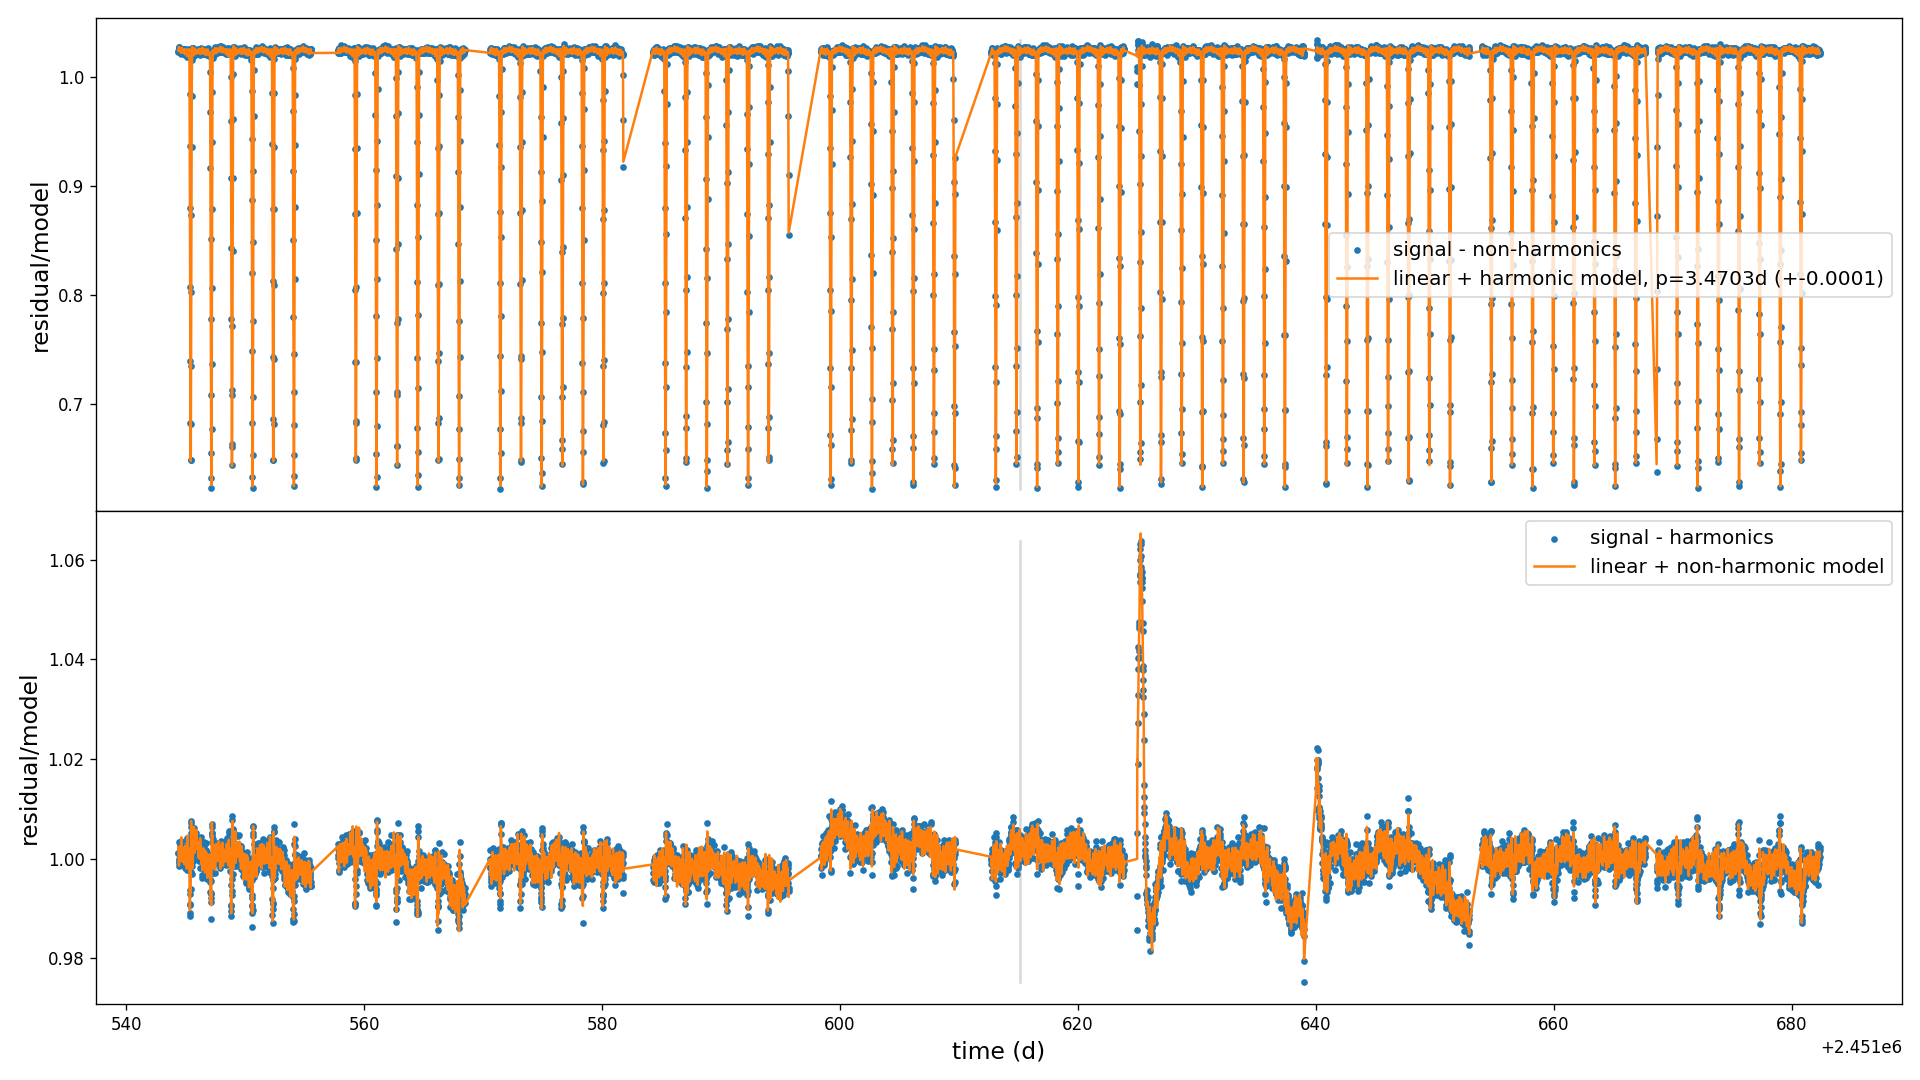 1.0
0.9
0.8
0.7
residual/model
signal - non-harmonics
linear + harmonic model, p=3.4703d (+-0.0001)
1.06
1.04
1.02
1.00
0.98
residual/model
signal - harmonics
linear + non-harmonic model
540 560 580 600 620 640 660 680
+2.451e6
time (d)